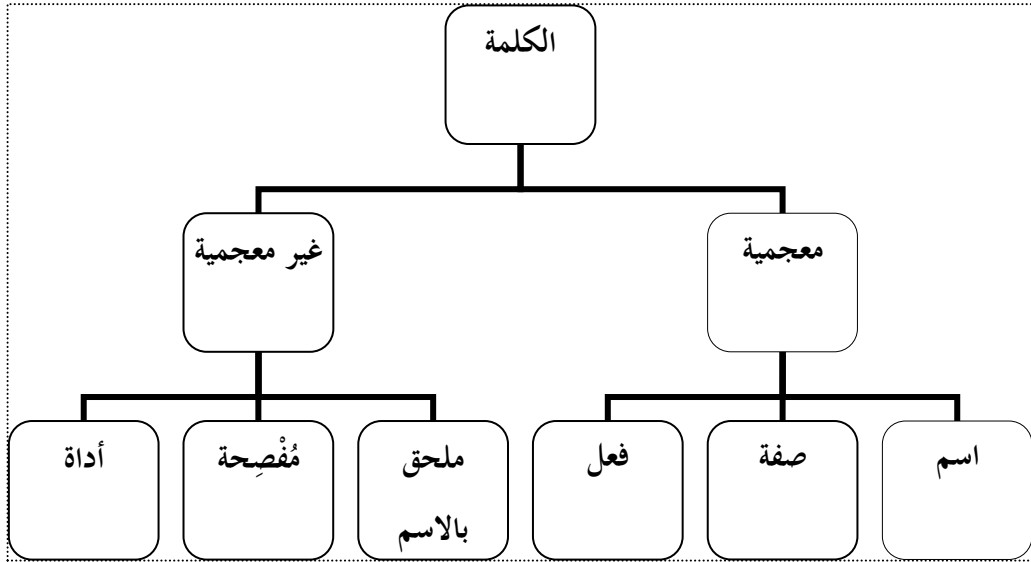 الكلمة
معجمية
غير معجمية
اسم
صفة
فعل
ملحق
بالاسم
مُفْصِحة
أداة